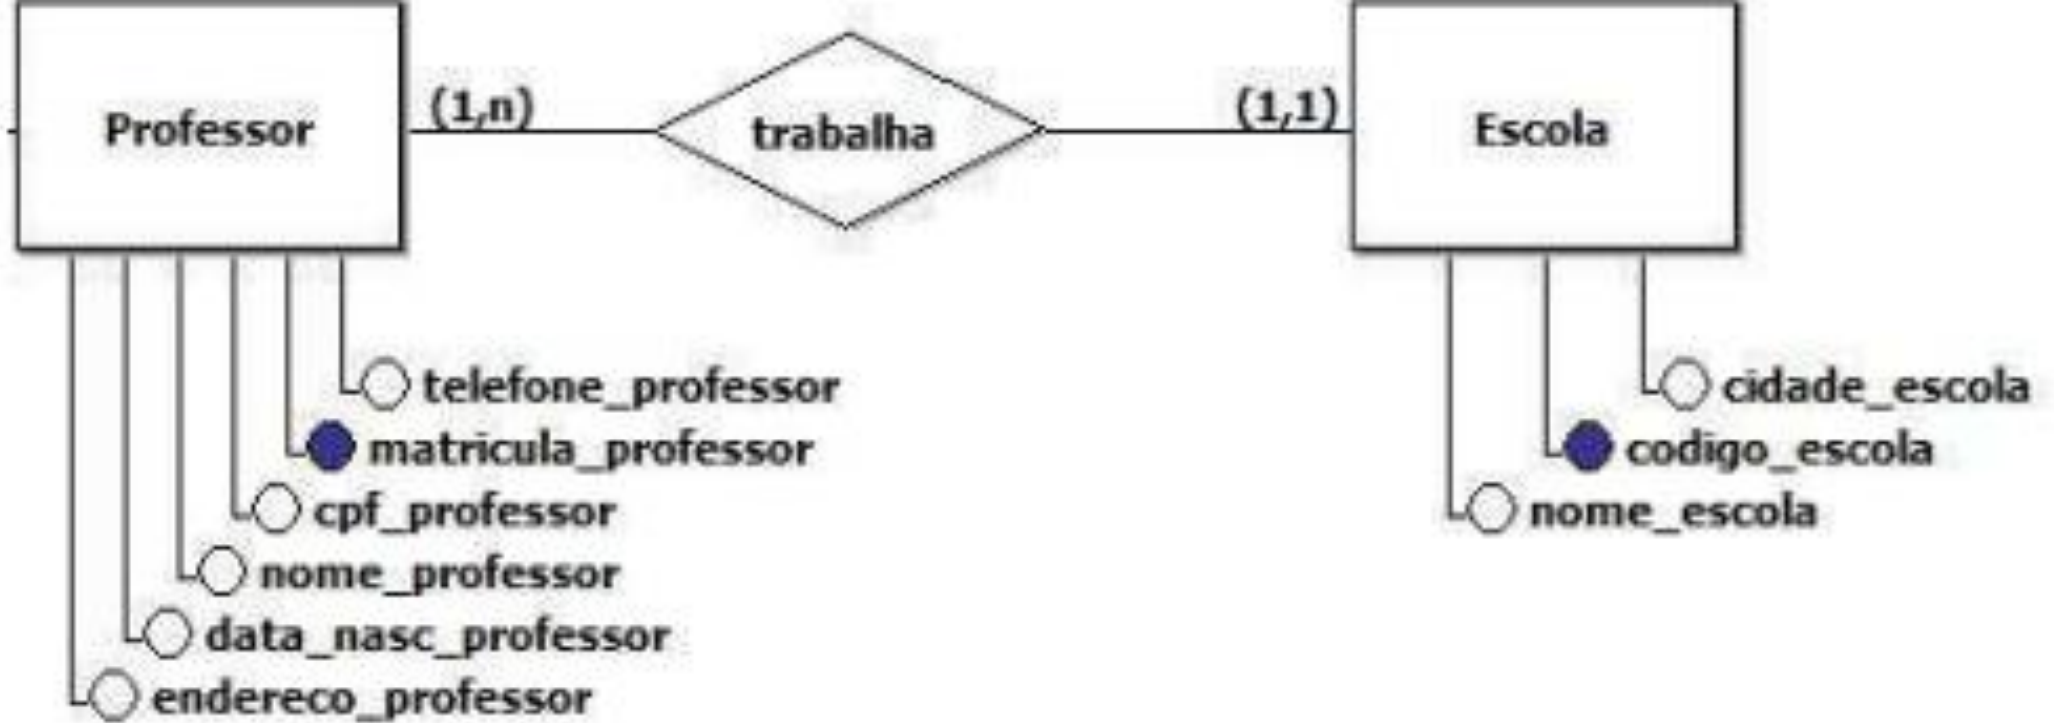 Professor
(1,n)
trabalha
(1,1)
Escola
telefone_professor
matricula_professor
cpf_professor
nome_professor
data_nasc_professor
endereco_professor
cidade_escola
codigo_escola
nome_escola